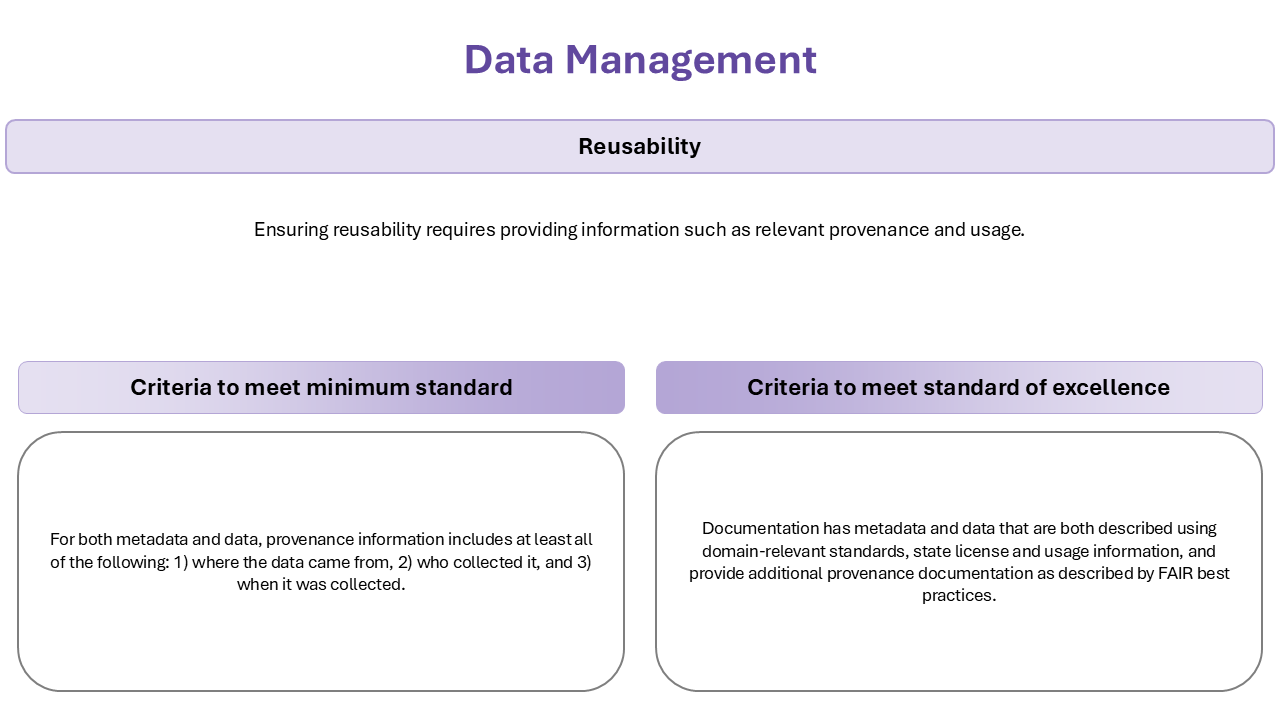 Data Management
Reusability
Ensuring reusability requires providing information such as relevant provenance and usage.
Criteria to meet minimum standard
For both metadata and data, provenance information includes at least all
of the following: 1) where the data came from, 2) who collected it, and 3)
when it was collected.
Criteria to meet standard of excellence
Documentation has metadata and data that are both described using
domain-relevant standards, state license and usage information, and
provide additional provenance documentation as described by FAIR best
practices.